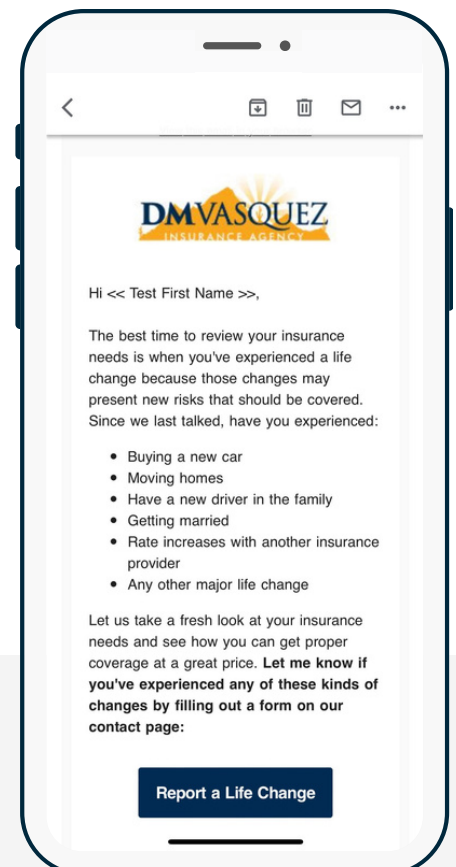 DMVASQUEZ
INSURANCE AGENCY
Hi << Test First Name >>,
The best time to review your insurance
needs is when you've experienced a life
change because those changes may
present new risks that should be covered.
Since we last talked, have you experienced:
• Buying a new car
• Moving homes
• Have a new driver in the family
• Getting married
• Rate increases with another insurance
provider
• Any other major life change
Let us take a fresh look at your insurance
needs and see how you can get proper
coverage at a great price. Let me know if
you've experienced any of these kinds of
changes by filling out a form on our
contact page:
Report a Life Change